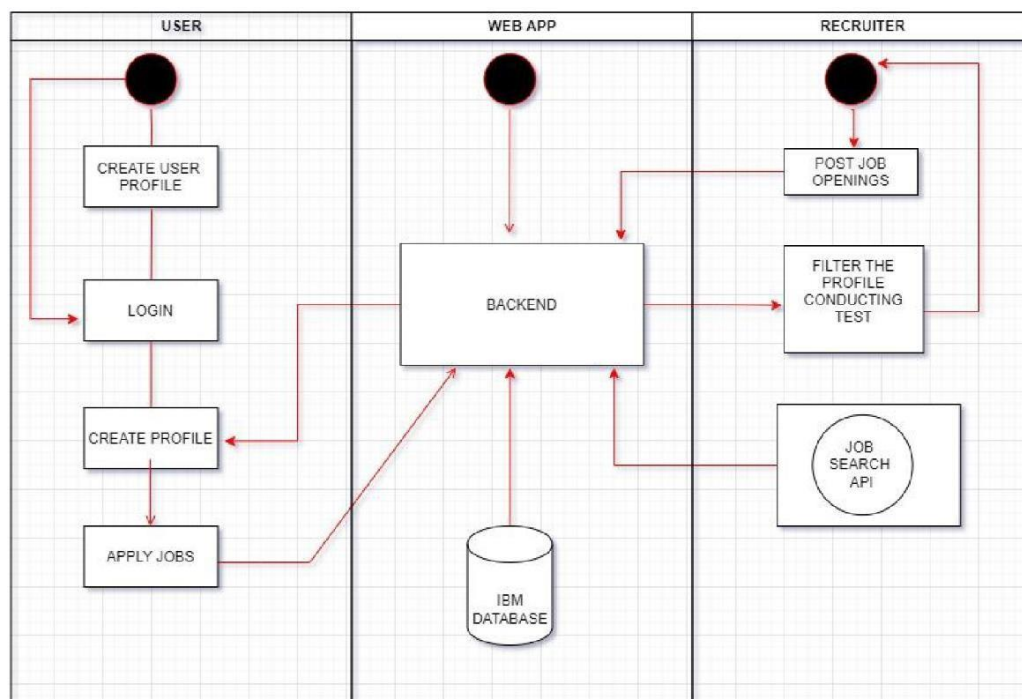 USER
WEB APP
RECRUITER
CREATE USER
PROFILE
LOGIN
CREATE PROFILE
APPLY JOBS
BACKEND
IBM
DATABASE
POST JOB
OPENINGS
FILTER THE
PROFILE
CONDUCTING
TEST
JOB
SEARCH
API